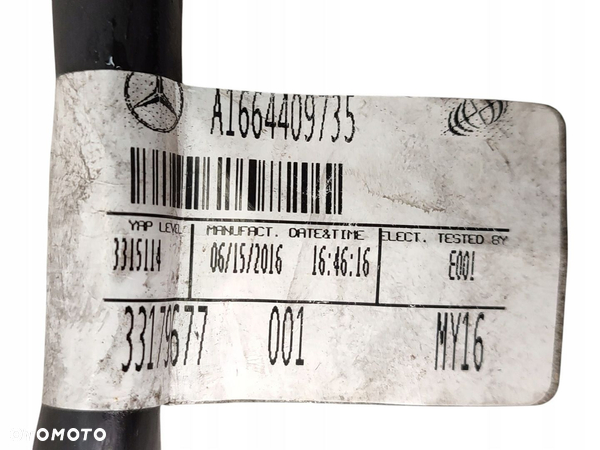 A1664409735
YAP LEVEL MANUFACT. DATE&TIME ELECT. TESTED BY
3315114 06/15/2016 16:46:16 E001
33179677 001 MY16
OTOMOTO